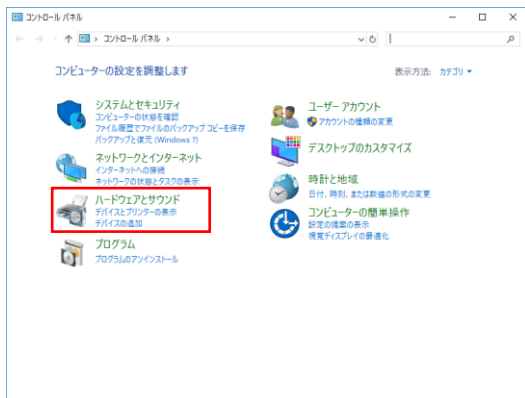 コントロール パネル
コントロール パネル
コンピューターの設定を調整します
表示方法: カテゴリ
システムとセキュリティ
コンピューターの状態を確認
ファイル履歴でファイルのバックアップ コピーを保存
バックアップと復元 (Windows 7)
ネットワークとインターネット
インターネットへの接続
ネットワークの状態とタスクの表示
ハードウェアとサウンド
デバイスとプリンターの表示
デバイスの追加
プログラム
プログラムのアンインストール
ユーザー アカウント
アカウントの種類の変更
デスクトップのカスタマイズ
時計と地域
日付、時刻、または数値の形式の変更
コンピューターの簡単操作
設定の提案の表示
視覚ディスプレイの最適化